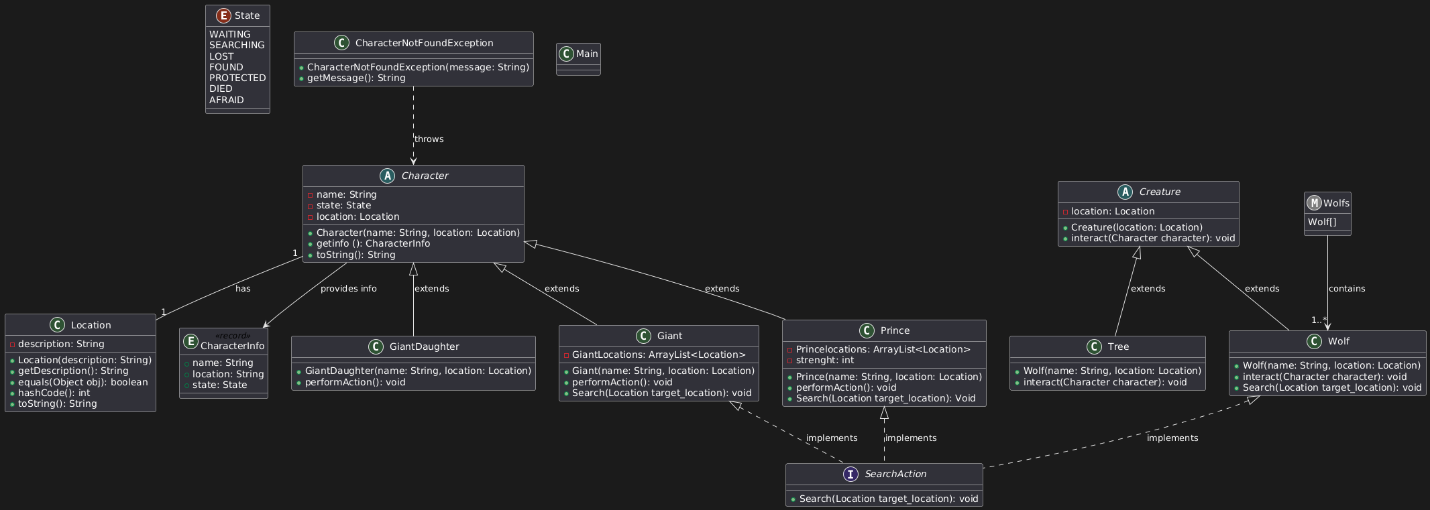 E State
WAITING
SEARCHING
LOST
FOUND
PROTECTED
DIED
AFRAID
C CharacterNotFoundException
CharacterNotFoundException(message: String)
getMessage(): String
C Main
throws
A Character
name: String
state: State
location: Location
Character(name: String, location: Location)
getinfo (): CharacterInfo
toString(): String
A Creature
location: Location
Creature(location: Location)
interact(Character character): void
M Wolfs
Wolf[]
1
has
1
provides info
extends
extends
extends
extends
extends
contains
1..*
C Location
description: String
Location(description: String)
getDescription(): String
equals(Object obj): boolean
hashCode(): int
toString(): String
«record»
E CharacterInfo
name: String
location: String
state: State
C GiantDaughter
GiantDaughter(name: String, location: Location)
performAction(): void
C Giant
GiantLocations: ArrayList<Location>
Giant(name: String, location: Location)
performAction(): void
Search(Location target_location): void
C Prince
Princelocations: ArrayList<Location>
strenght: int
Prince(name: String, location: Location)
performAction(): void
Search(Location target_location): Void
C Tree
Wolf(name: String, location: Location)
interact(Character character): void
C Wolf
Wolf(name: String, location: Location)
interact(Character character): void
Search(Location target_location): void
implements
implements
implements
I SearchAction
Search(Location target_location): void